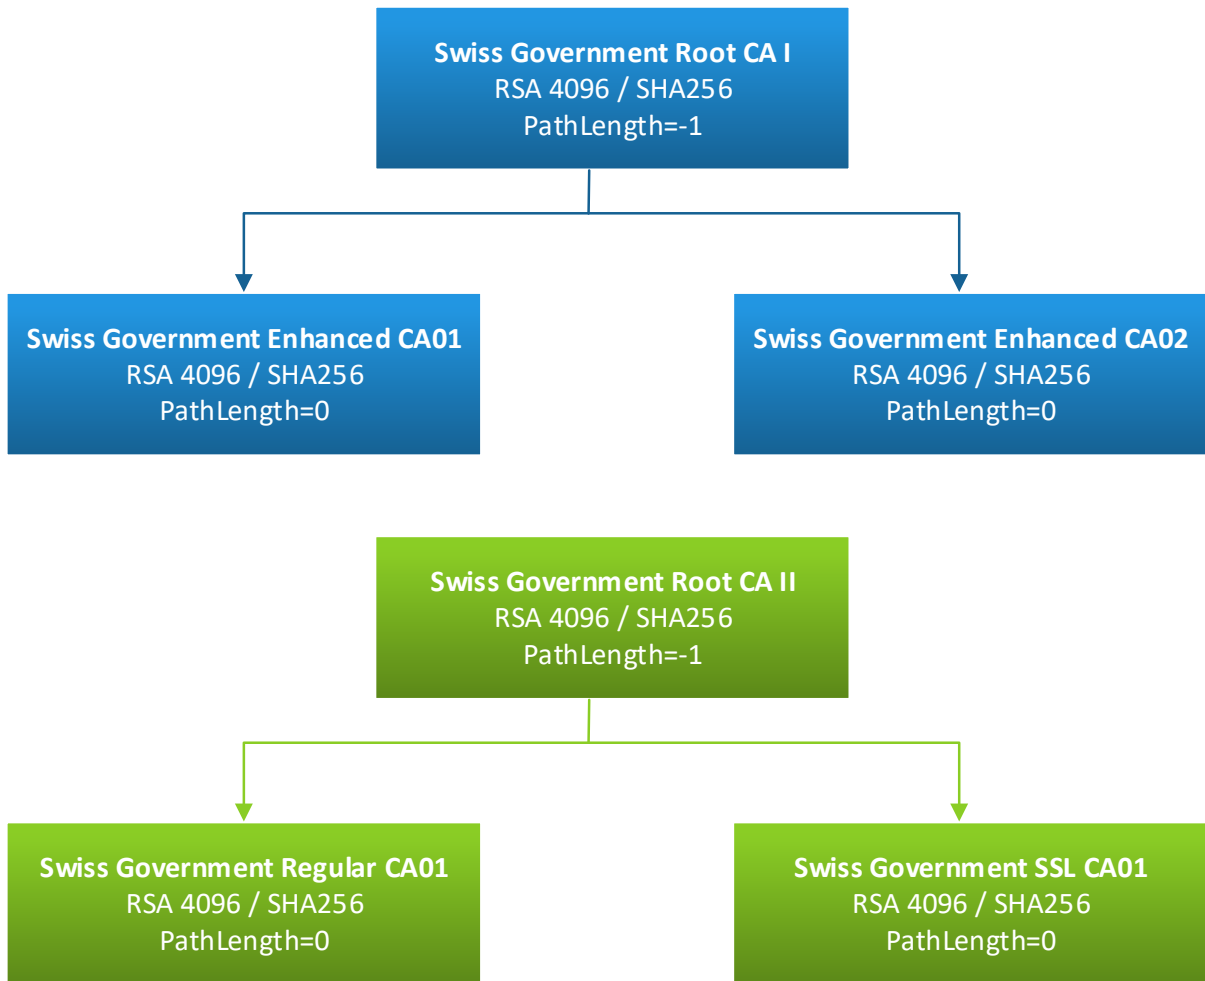 Swiss Government Root CA I
RSA 4096 / SHA256
PathLength=-1
Swiss Government Enhanced CA01
RSA 4096 / SHA256
PathLength=0
Swiss Government Enhanced CA02
RSA 4096 / SHA256
PathLength=0
Swiss Government Root CA II
RSA 4096 / SHA256
PathLength=-1
Swiss Government Regular CA01
RSA 4096 / SHA256
PathLength=0
Swiss Government SSL CA01
RSA 4096 / SHA256
PathLength=0